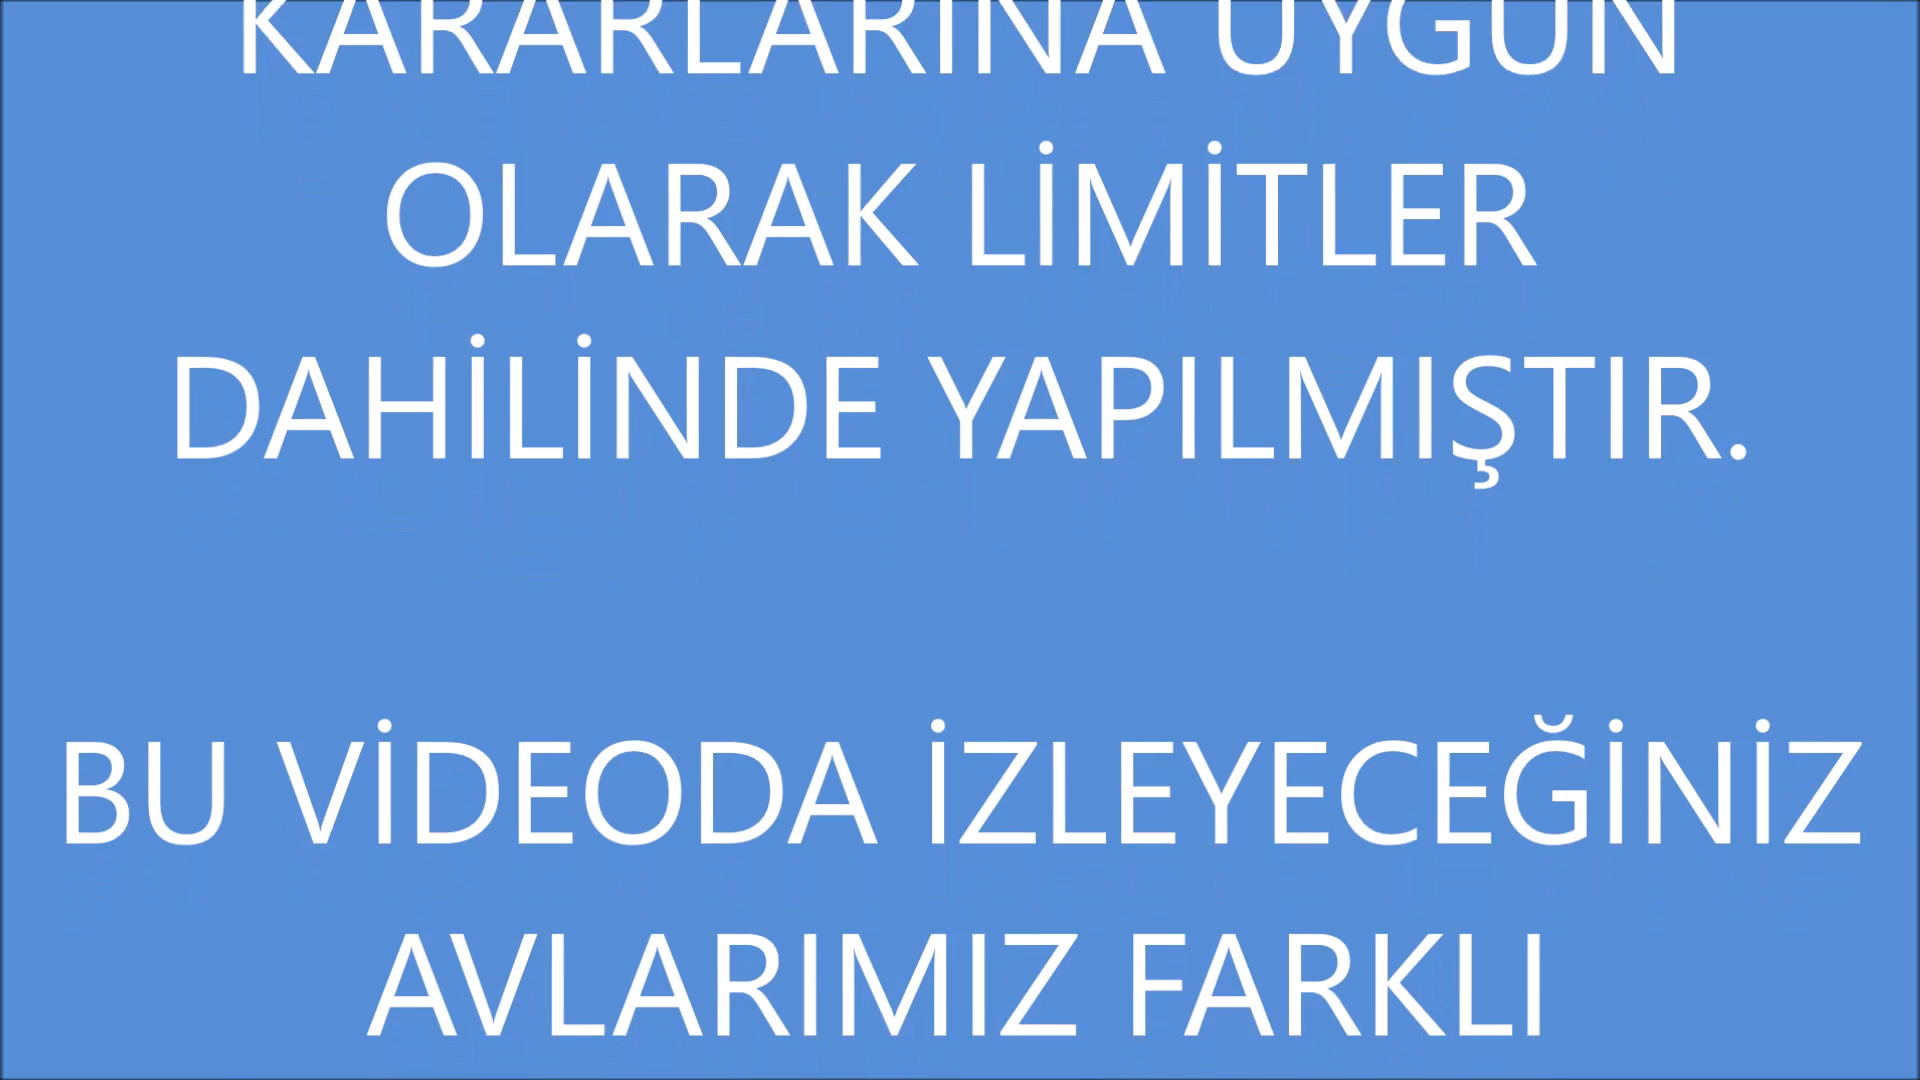 KARARLARINA UYGUN
OLARAK LİMİTLER
DAHİLİNDE YAPILMIŞTIR.
BU VİDEODA İZLEYECEĞİNİZ
AVLARIMIZ FARKLI